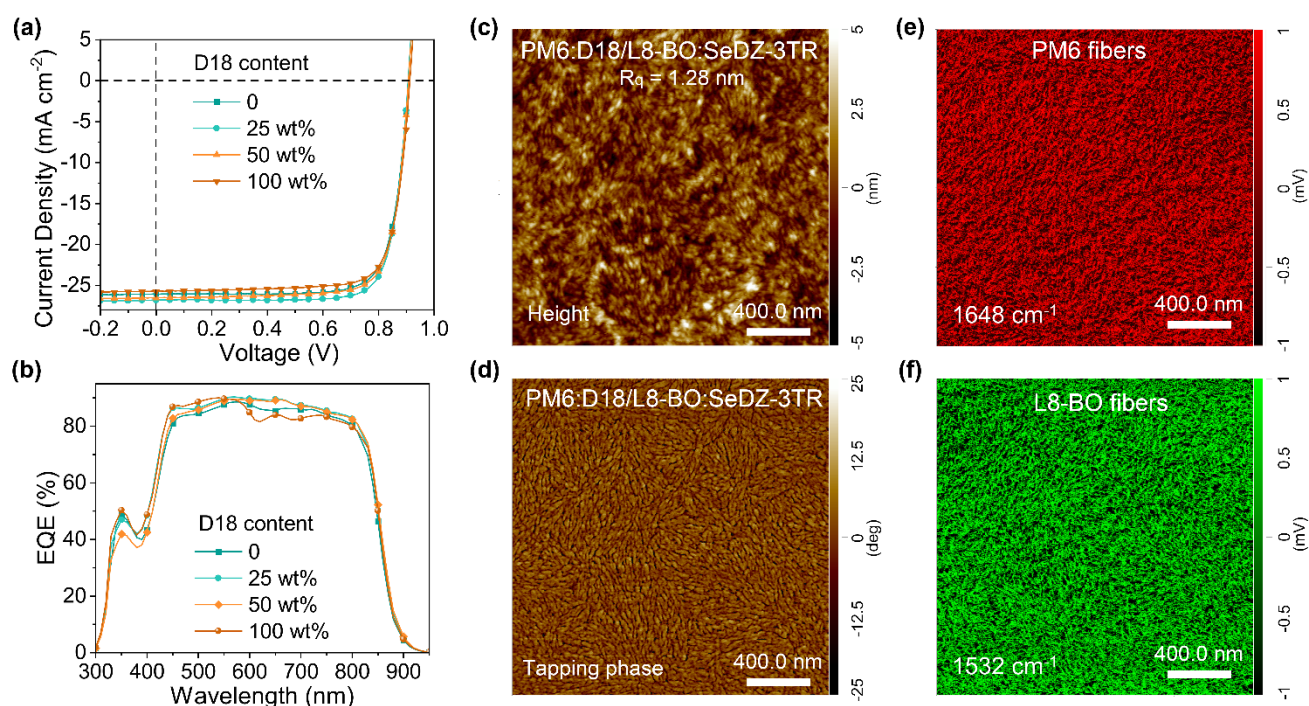 (a)
5
0
-5
-10
-15
-20
-25
Current Density (mA cm⁻²)
D18 content
0
25 wt%
50 wt%
100 wt%
-0.2 0.0 0.2 0.4 0.6 0.8 1.0
Voltage (V)
(b)
80
60
40
20
0
EQE (%)
D18 content
0
25 wt%
50 wt%
100 wt%
300 400 500 600 700 800 900
Wavelength (nm)
(c)
PM6:D18/L8-BO:SeDZ-3TR
Rq = 1.28 nm
Height
400.0 nm
5
2.5
0
-2.5
-5
(nm)
(d)
PM6:D18/L8-BO:SeDZ-3TR
Tapping phase
400.0 nm
25
12.5
0
-12.5
-25
(deg)
(e)
PM6 fibers
1648 cm⁻¹
400.0 nm
1
0.5
0
-0.5
-1
(mV)
(f)
L8-BO fibers
1532 cm⁻¹
400.0 nm
1
0.5
0
-0.5
-1
(mV)